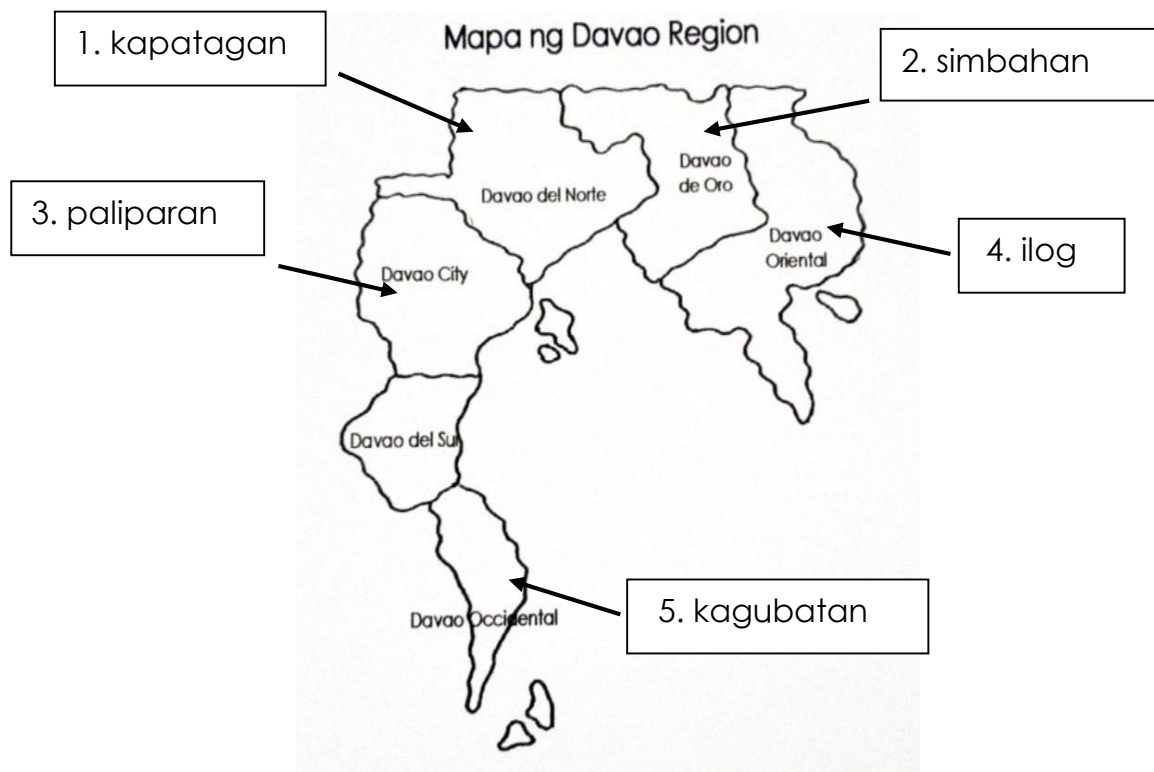 Mapa ng Davao Region
1. kapatagan
2. simbahan
3. paliparan
4. ilog
5. kagubatan
Davao del Norte
Davao
de Oro
Davao
Oriental
Davao City
Davao del Sur
Davao Occidental